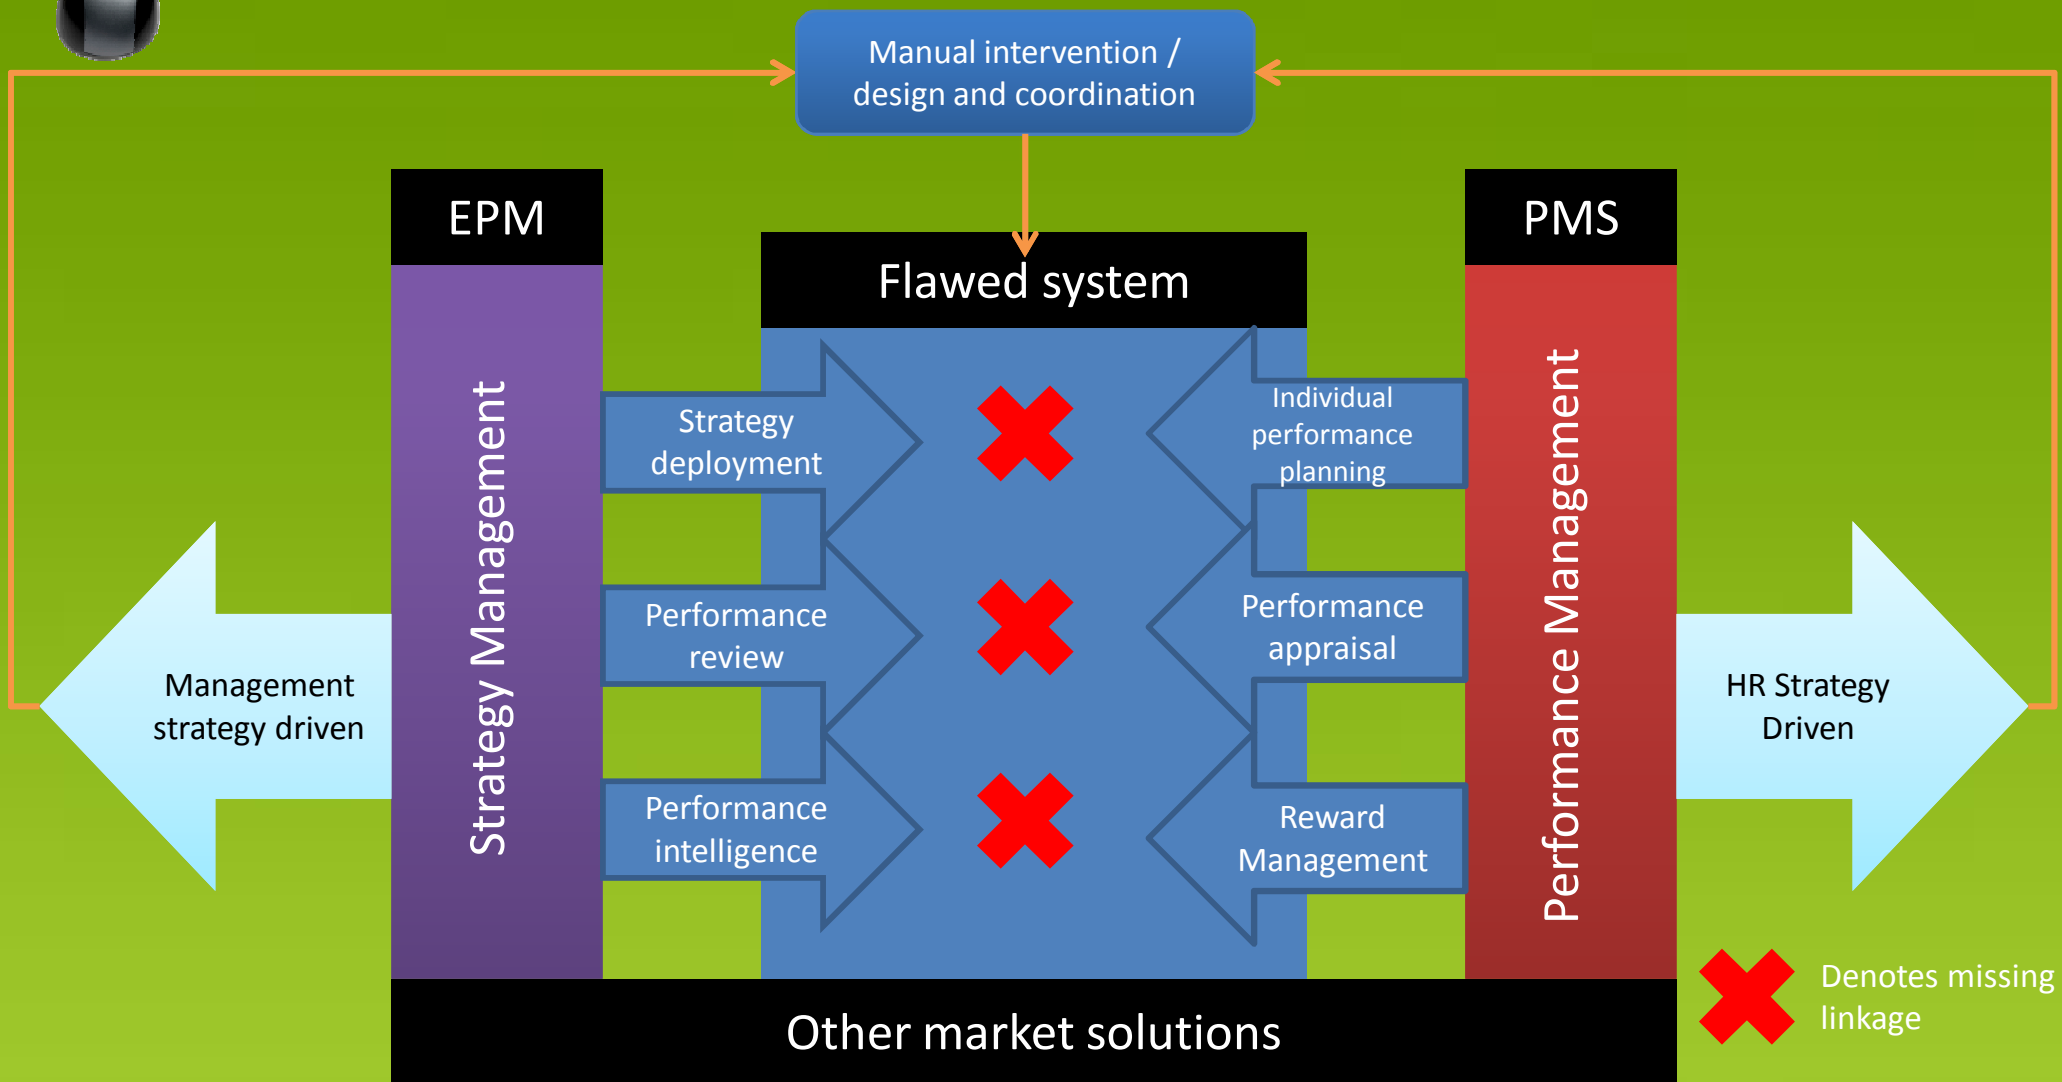 Manual intervention /
design and coordination
EPM
PMS
Flawed system
Strategy Management
Strategy
deployment
Performance
review
Performance
intelligence
Individual
performance
planning
Performance
appraisal
Reward
Management
Performance Management
Management
strategy driven
HR Strategy
Driven
Denotes missing
linkage
Other market solutions